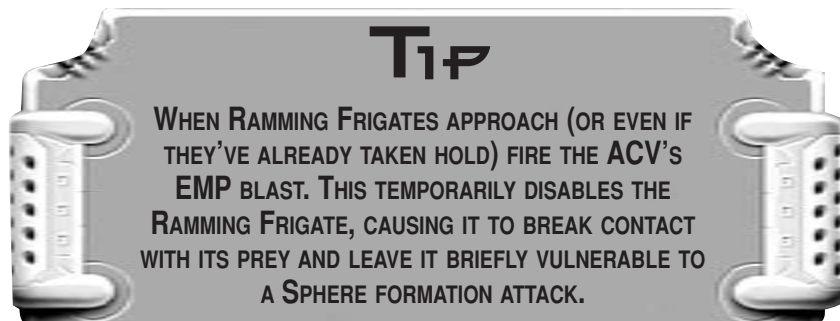 TIP
WHEN RAMMING FRIGATES APPROACH (OR EVEN IF
THEY'VE ALREADY TAKEN HOLD) FIRE THE ACV'S
EMP BLAST. THIS TEMPORARILY DISABLES THE
RAMMING FRIGATE, CAUSING IT TO BREAK CONTACT
WITH ITS PREY AND LEAVE IT BRIEFLY VULNERABLE TO
A SPHERE FORMATION ATTACK.